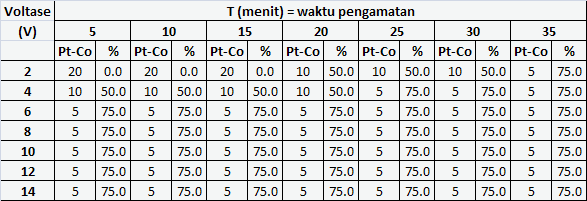 Voltase T (menit) = waktu pengamatan
(V) 5 10 15 20 25 30 35
Pt-Co % Pt-Co % Pt-Co % Pt-Co % Pt-Co % Pt-Co % Pt-Co %
2 20 0.0 20 0.0 20 0.0 10 50.0 10 50.0 10 50.0 5 75.0
4 10 50.0 10 50.0 10 50.0 10 50.0 5 75.0 5 75.0 5 75.0
6 5 75.0 5 75.0 5 75.0 5 75.0 5 75.0 5 75.0 5 75.0
8 5 75.0 5 75.0 5 75.0 5 75.0 5 75.0 5 75.0 5 75.0
10 5 75.0 5 75.0 5 75.0 5 75.0 5 75.0 5 75.0 5 75.0
12 5 75.0 5 75.0 5 75.0 5 75.0 5 75.0 5 75.0 5 75.0
14 5 75.0 5 75.0 5 75.0 5 75.0 5 75.0 5 75.0 5 75.0